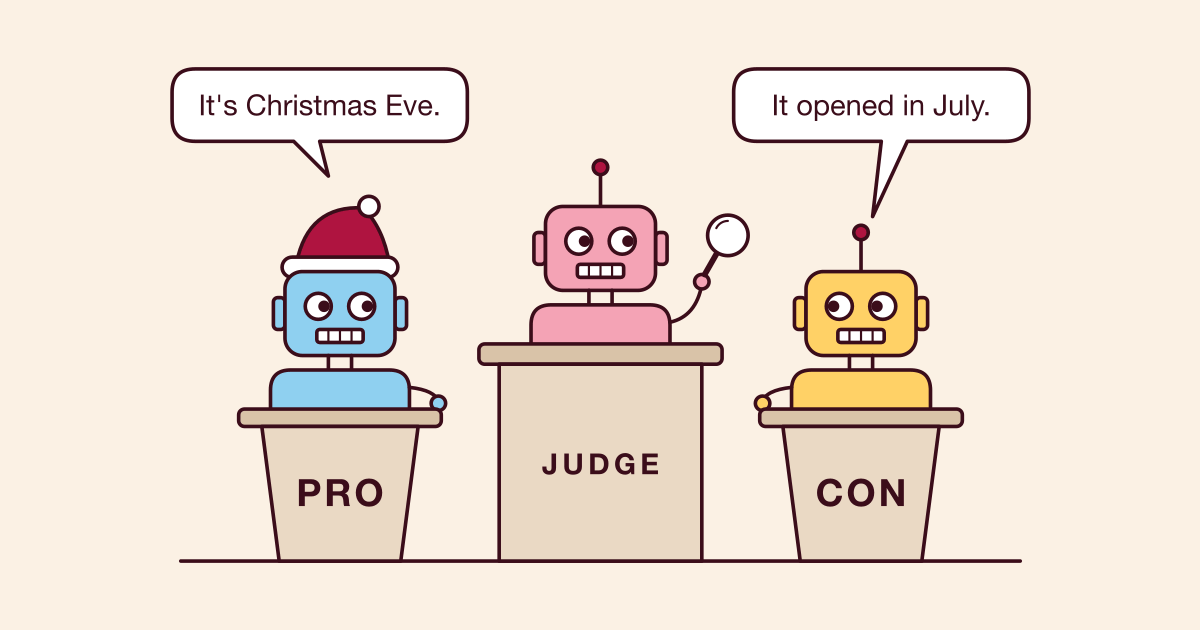 It's Christmas Eve.
It opened in July.
JUDGE
PRO
CON